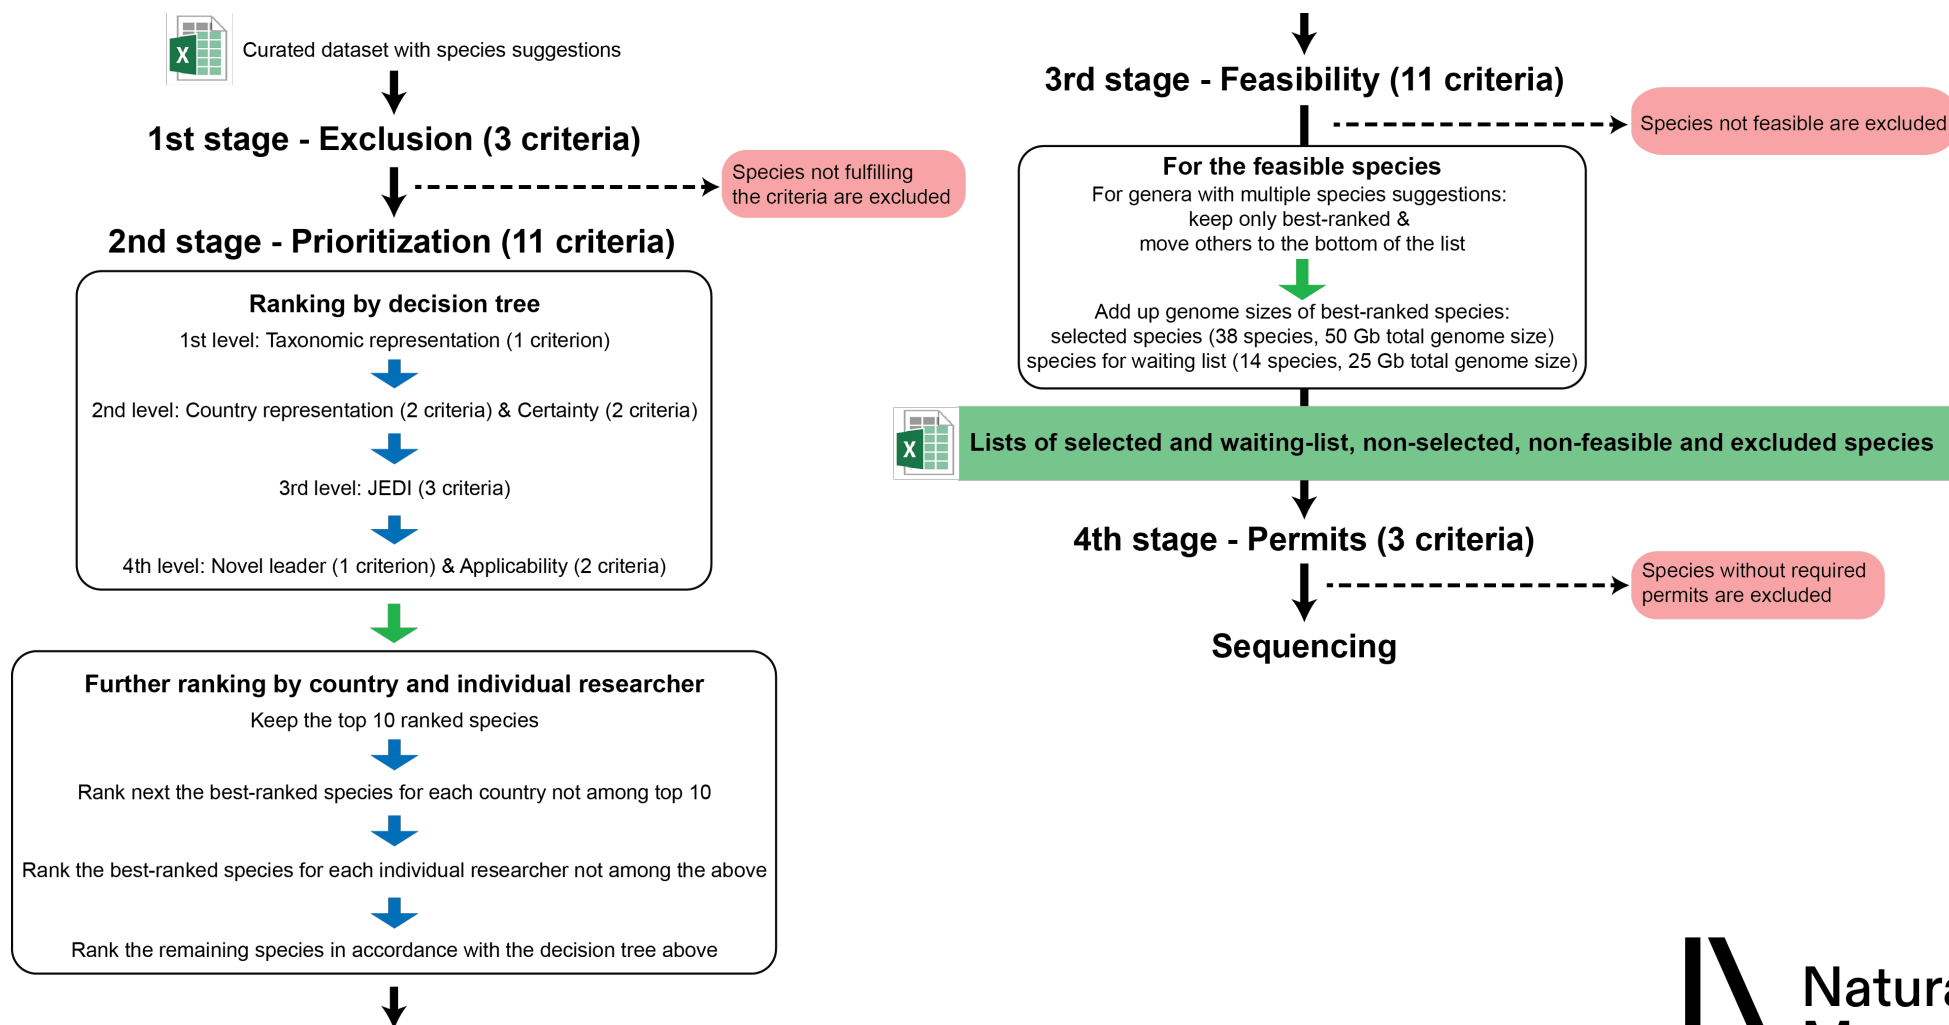 X
Curated dataset with species suggestions
1st stage - Exclusion (3 criteria)
Species not fulfilling
the criteria are excluded
2nd stage - Prioritization (11 criteria)
Ranking by decision tree
1st level: Taxonomic representation (1 criterion)
2nd level: Country representation (2 criteria) & Certainty (2 criteria)
3rd level: JEDI (3 criteria)
4th level: Novel leader (1 criterion) & Applicability (2 criteria)
Further ranking by country and individual researcher
Keep the top 10 ranked species
Rank next the best-ranked species for each country not among top 10
Rank the best-ranked species for each individual researcher not among the above
Rank the remaining species in accordance with the decision tree above
3rd stage - Feasibility (11 criteria)
Species not feasible are excluded
For the feasible species
For genera with multiple species suggestions:
keep only best-ranked &
move others to the bottom of the list
Add up genome sizes of best-ranked species:
selected species (38 species, 50 Gb total genome size)
species for waiting list (14 species, 25 Gb total genome size)
X
Lists of selected and waiting-list, non-selected, non-feasible and excluded species
4th stage - Permits (3 criteria)
Species without required
permits are excluded
Sequencing